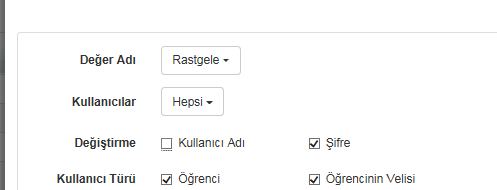 Değer Adı Rastgele
Kullanıcılar Hepsi
Değiştirme Kullanıcı Adı Şifre
Kullanıcı Türü Öğrenci Öğrencinin Velisi